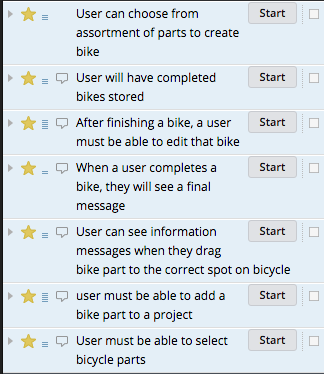 User can choose from Start
assortment of parts to create
bike
User will have completed Start
bikes stored
After finishing a bike, a user Start
must be able to edit that bike
When a user completes a Start
bike, they will see a final
message
User can see information Start
messages when they drag
bike part to the correct spot on bicycle
user must be able to add a Start
bike part to a project
User must be able to select Start
bicycle parts